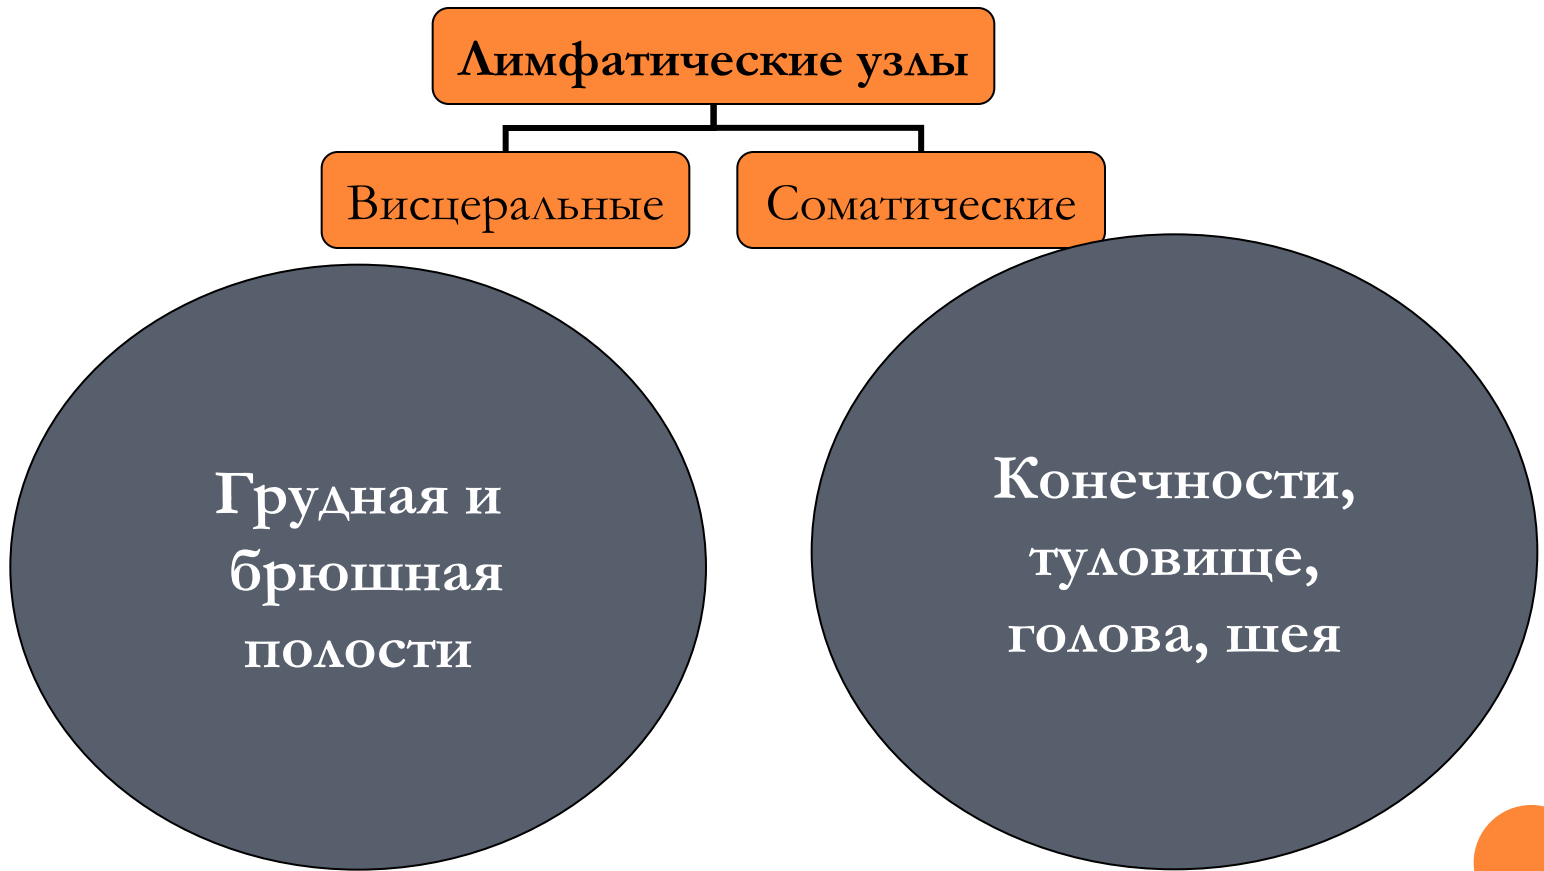 Лимфатические узлы
Висцеральные
Соматические
Грудная и
брюшная
полости
Конечности,
туловище,
голова, шея